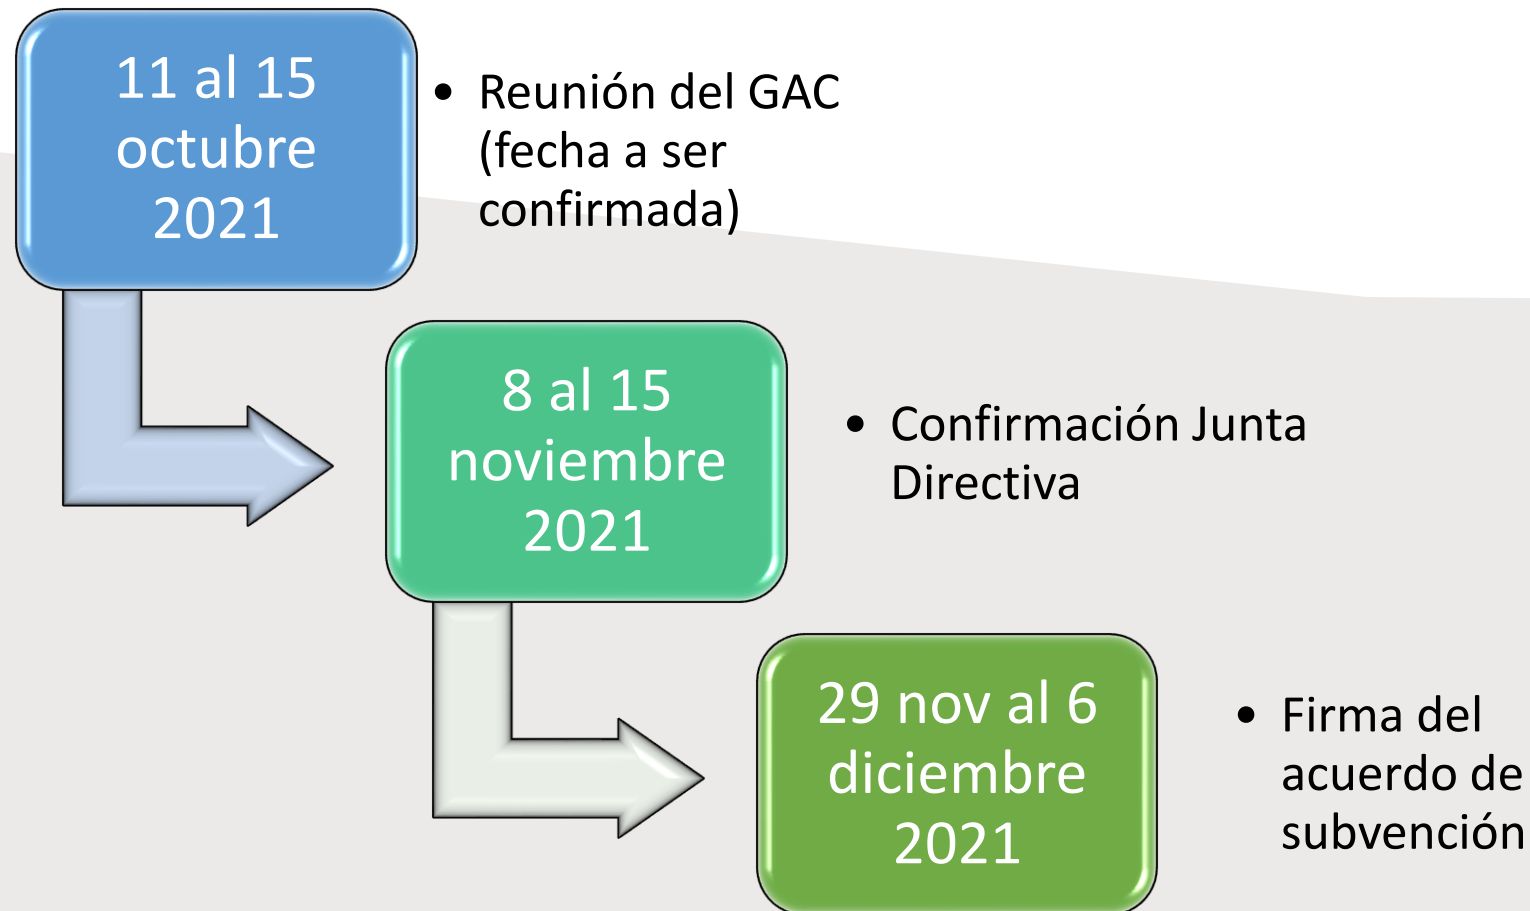 11 al 15
octubre
2021
• Reunión del GAC
(fecha a ser
confirmada)
8 al 15
noviembre
2021
• Confirmación Junta
Directiva
29 nov al 6
diciembre
2021
• Firma del
acuerdo de
subvención